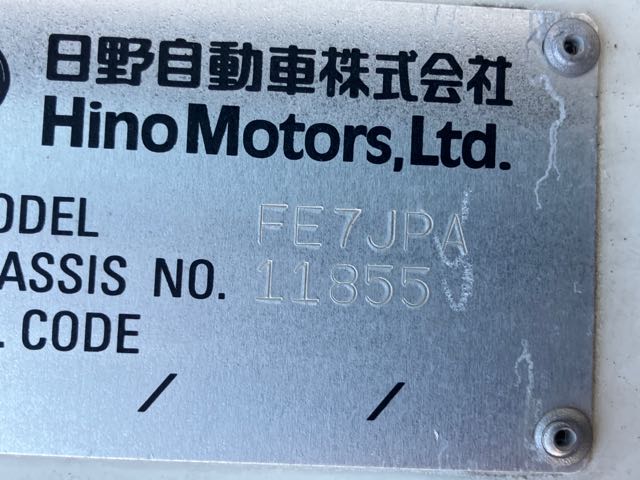 日野自動車株式会社
Hino Motors, Ltd.
ODEL FE7JPA
ASSIS NO. 11855
. CODE
/ /